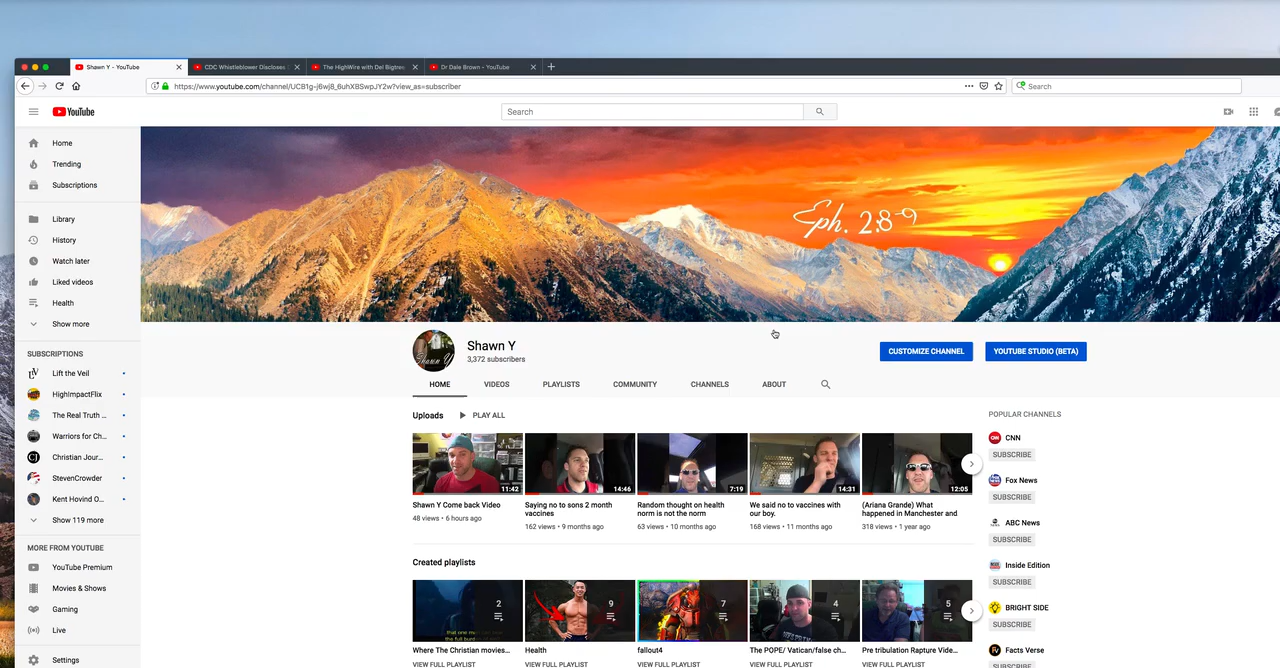 Shawn Y - YouTube
CDC Whistleblower Discloses
The HighWire with Del Bigtree
Dr Dale Brown - YouTube
https://www.youtube.com/channel/UCB1g-j6wj8_6uhXBSwpJY2w?view_as=subscriber
Search
YouTube
Search
Home
Trending
Subscriptions
Library
History
Watch later
Liked videos
Health
Show more
SUBSCRIPTIONS
Lift the Veil
HighImpactFlix
The Real Truth ...
Warriors for Ch...
Christian Jour...
StevenCrowder
Kent Hovind O...
Show 119 more
MORE FROM YOUTUBE
YouTube Premium
Movies & Shows
Gaming
Live
Settings
Eph. 2:8-9
Shawn Y
3,372 subscribers
CUSTOMIZE CHANNEL
YOUTUBE STUDIO (BETA)
HOME
VIDEOS
PLAYLISTS
COMMUNITY
CHANNELS
ABOUT
Uploads
PLAY ALL
11:42
Shawn Y Come back Video
48 views • 6 hours ago
14:46
Saying no to sons 2 month
vaccines
162 views • 9 months ago
7:19
Random thought on health
norm is not the norm
63 views • 10 months ago
14:31
We said no to vaccines with
our boy.
168 views • 11 months ago
12:05
(Ariana Grande) What
happened in Manchester and
318 views • 1 year ago
Created playlists
that one m
the full burd
2
Where The Christian movies...
VIEW FULL PLAYLIST
9
Health
VIEW FULL PLAYLIST
7
fallout4
VIEW FULL PLAYLIST
4
The POPE/ Vatican/false ch...
VIEW FULL PLAYLIST
5
Pre tribulation Rapture Vide...
VIEW FULL PLAYLIST
POPULAR CHANNELS
CNN
SUBSCRIBE
Fox News
SUBSCRIBE
ABC News
SUBSCRIBE
Inside Edition
SUBSCRIBE
BRIGHT SIDE
SUBSCRIBE
Facts Verse
SUBSCRIBE